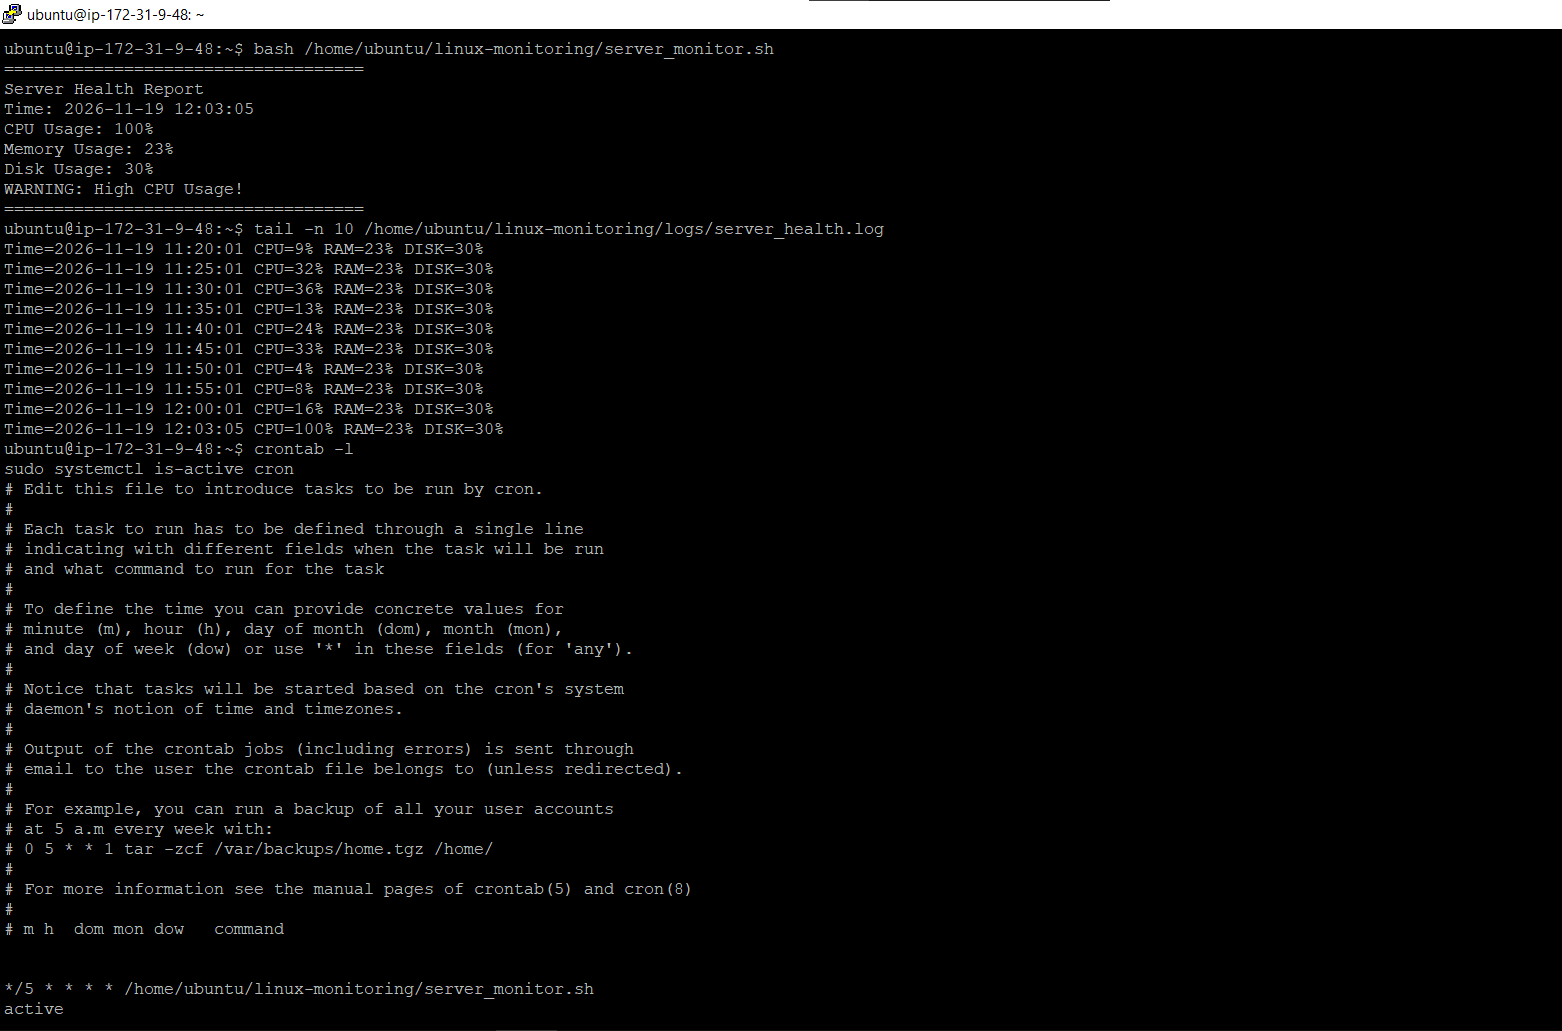 ubuntu@ip-172-31-9-48: ~
ubuntu@ip-172-31-9-48:~$ bash /home/ubuntu/linux-monitoring/server_monitor.sh
====================================
Server Health Report
Time: 2026-11-19 12:03:05
CPU Usage: 100%
Memory Usage: 23%
Disk Usage: 30%
WARNING: High CPU Usage!
====================================
ubuntu@ip-172-31-9-48:~$ tail -n 10 /home/ubuntu/linux-monitoring/logs/server_health.log
Time=2026-11-19 11:20:01 CPU=9% RAM=23% DISK=30%
Time=2026-11-19 11:25:01 CPU=32% RAM=23% DISK=30%
Time=2026-11-19 11:30:01 CPU=36% RAM=23% DISK=30%
Time=2026-11-19 11:35:01 CPU=13% RAM=23% DISK=30%
Time=2026-11-19 11:40:01 CPU=24% RAM=23% DISK=30%
Time=2026-11-19 11:45:01 CPU=33% RAM=23% DISK=30%
Time=2026-11-19 11:50:01 CPU=4% RAM=23% DISK=30%
Time=2026-11-19 11:55:01 CPU=8% RAM=23% DISK=30%
Time=2026-11-19 12:00:01 CPU=16% RAM=23% DISK=30%
Time=2026-11-19 12:03:05 CPU=100% RAM=23% DISK=30%
ubuntu@ip-172-31-9-48:~$ crontab -l
sudo systemctl is-active cron
# Edit this file to introduce tasks to be run by cron.
#
# Each task to run has to be defined through a single line
# indicating with different fields when the task will be run
# and what command to run for the task
#
# To define the time you can provide concrete values for
# minute (m), hour (h), day of month (dom), month (mon),
# and day of week (dow) or use '*' in these fields (for 'any').
#
# Notice that tasks will be started based on the cron's system
# daemon's notion of time and timezones.
#
# Output of the crontab jobs (including errors) is sent through
# email to the user the crontab file belongs to (unless redirected).
#
# For example, you can run a backup of all your user accounts
# at 5 a.m every week with:
# 0 5 * * 1 tar -zcf /var/backups/home.tgz /home/
#
# For more information see the manual pages of crontab(5) and cron(8)
#
# m h  dom mon dow   command
*/5 * * * * /home/ubuntu/linux-monitoring/server_monitor.sh
active